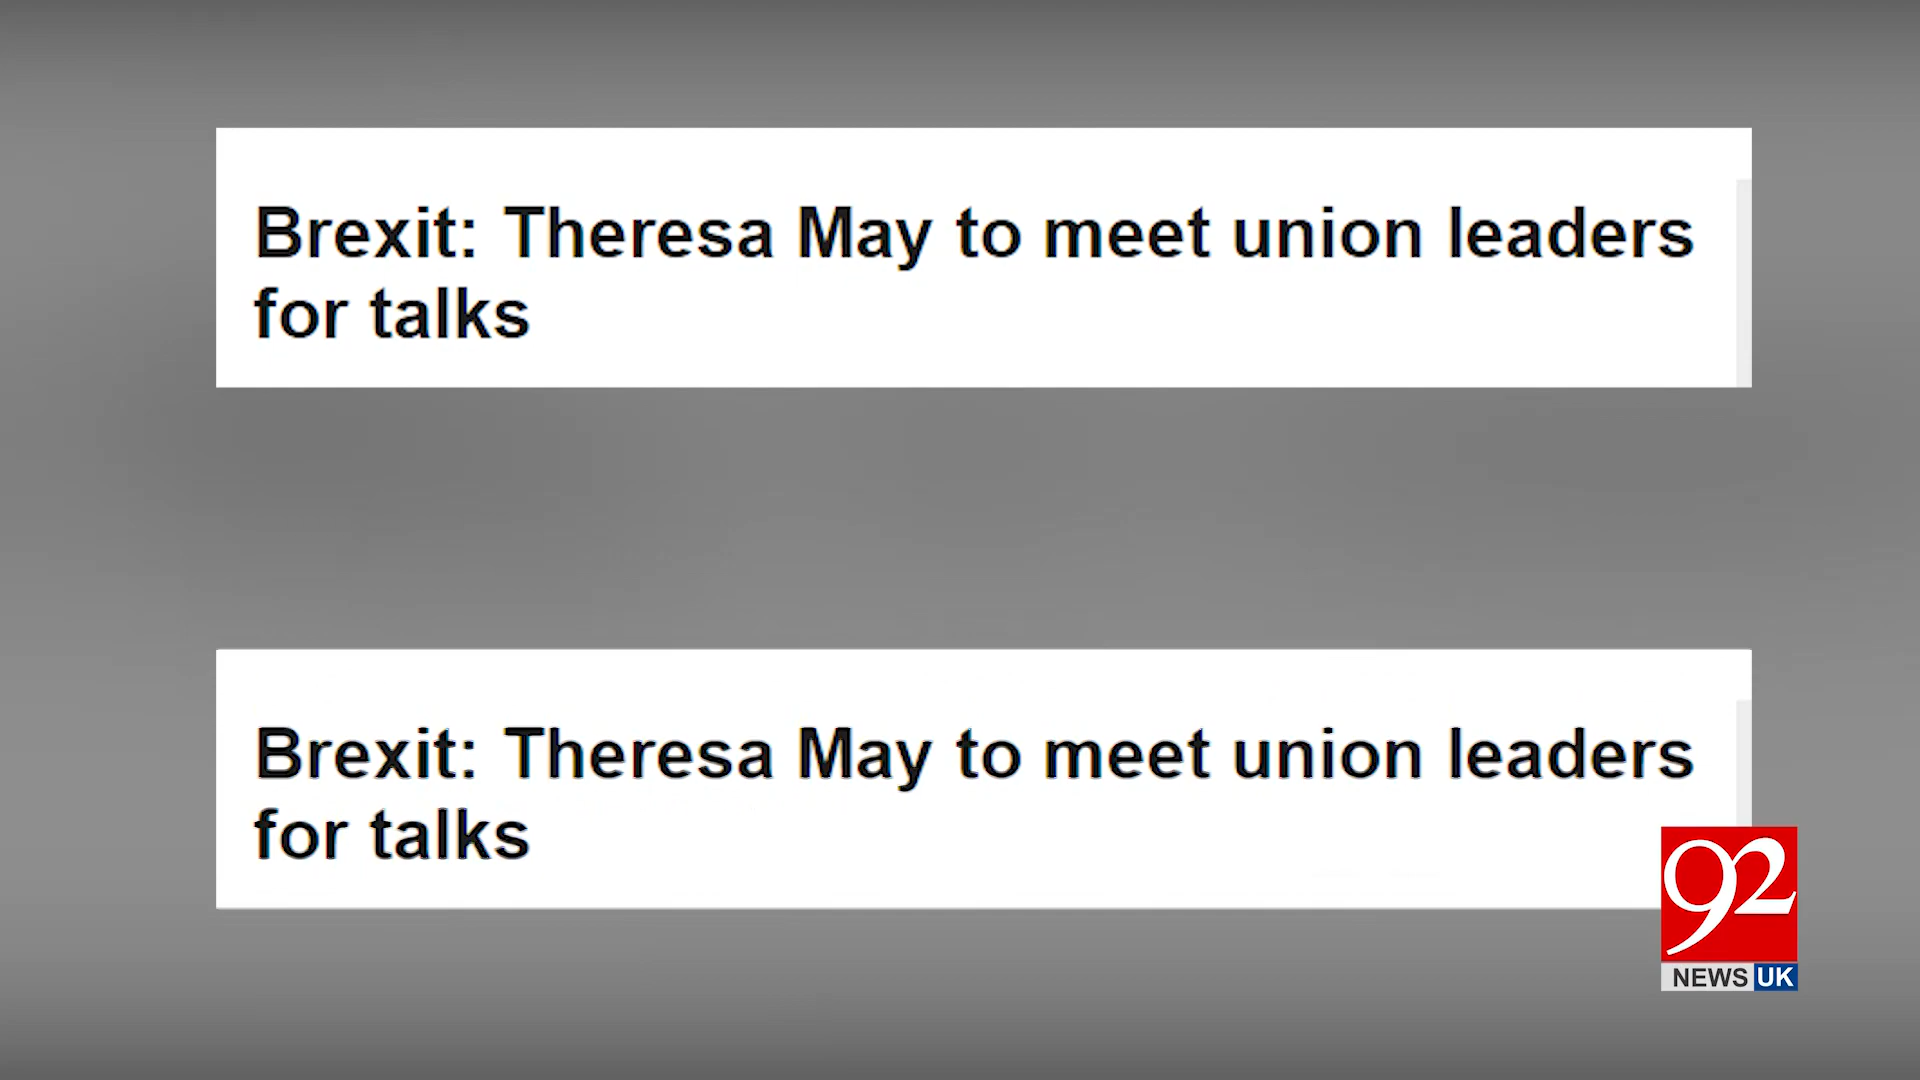 Brexit: Theresa May to meet union leaders
for talks
Brexit: Theresa May to meet union leaders
for talks
92
NEWS UK